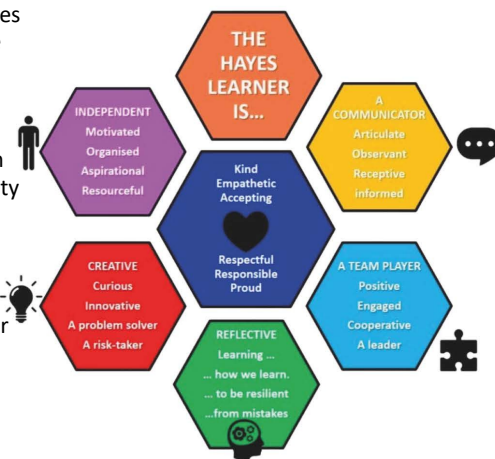 es
THE
HAYES
LEARNER
IS...
INDEPENDENT
Motivated
Organised
Aspirational
Resourceful
A
COMMUNICATOR
Articulate
Observant
Receptive
informed
ty
Kind
Empathetic
Accepting
Respectful
Responsible
Proud
CREATIVE
Curious
Innovative
A problem solver
A risk-taker
A TEAM PLAYER
Positive
Engaged
Cooperative
A leader
r
REFLECTIVE
Learning ...
... how we learn.
... to be resilient
...from mistakes